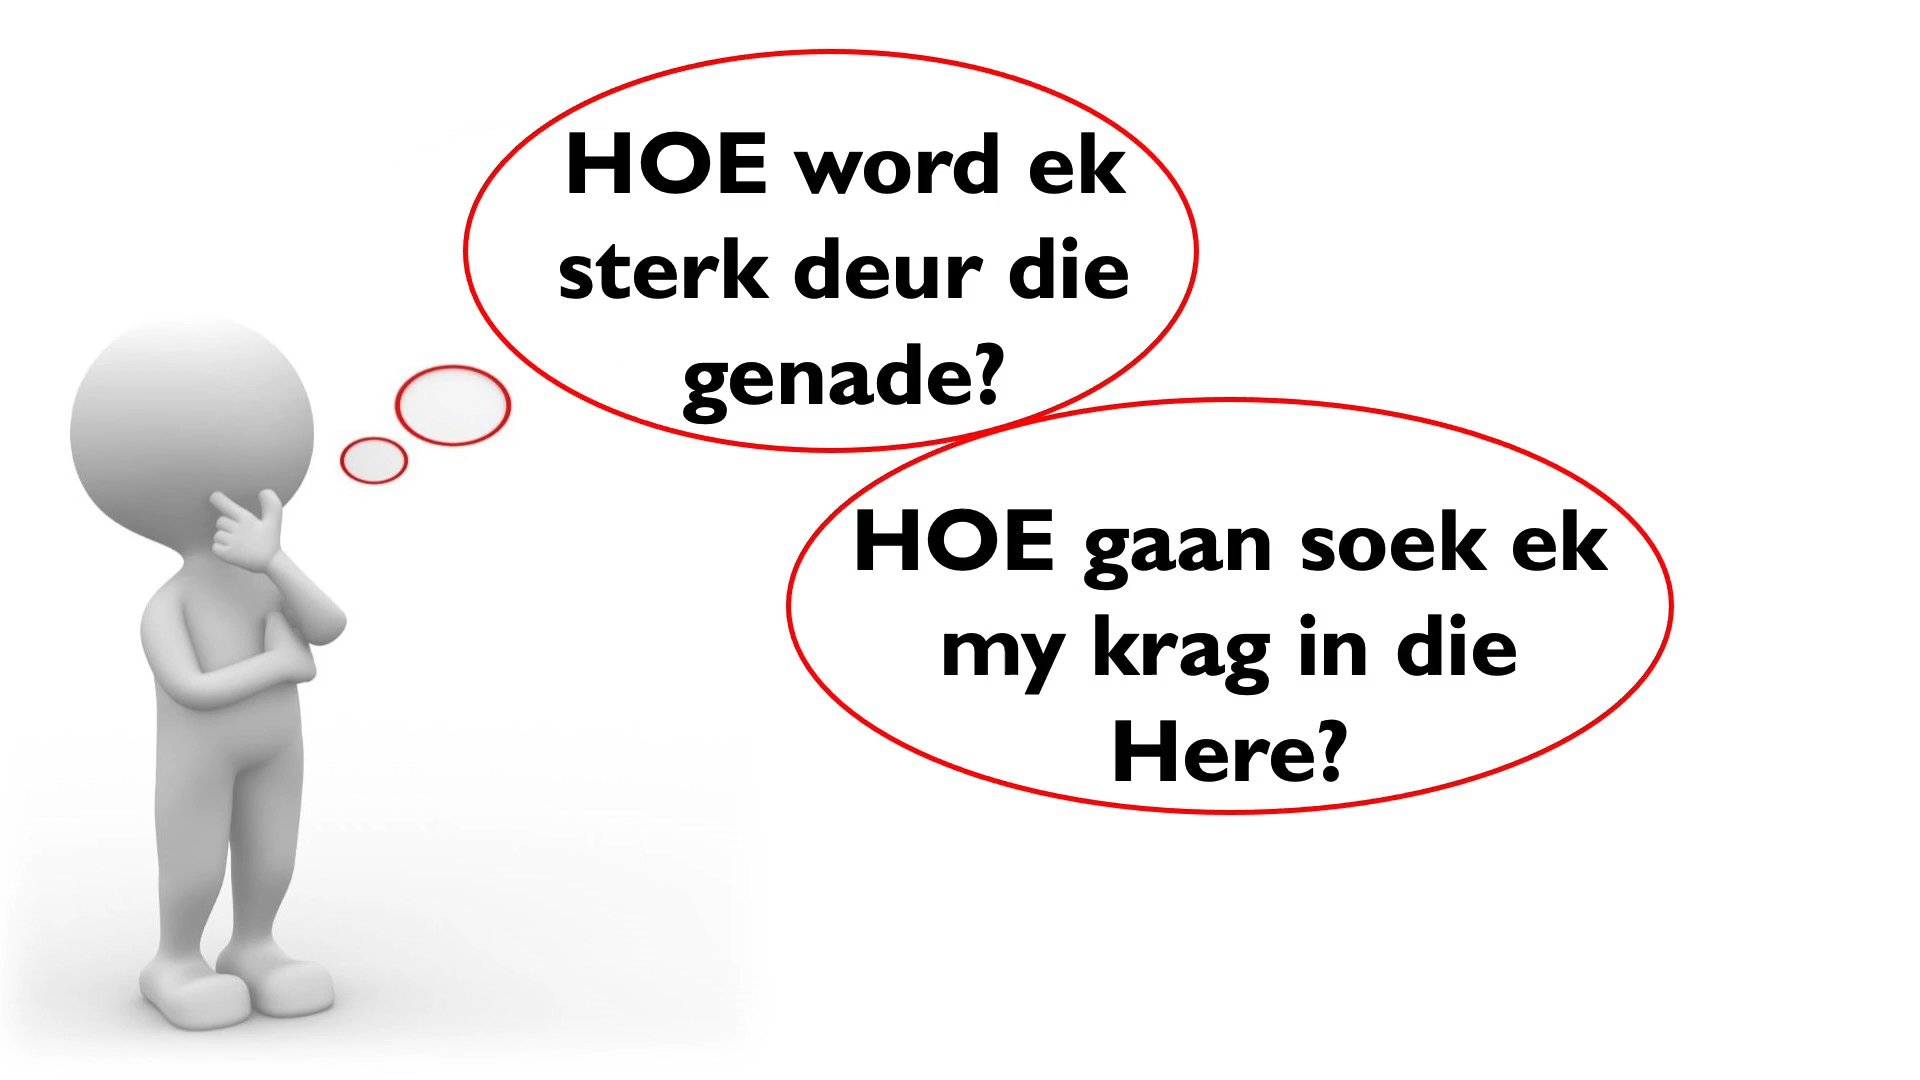 HOE word ek
sterk deur die
genade?
HOE gaan soek ek
my krag in die
Here?